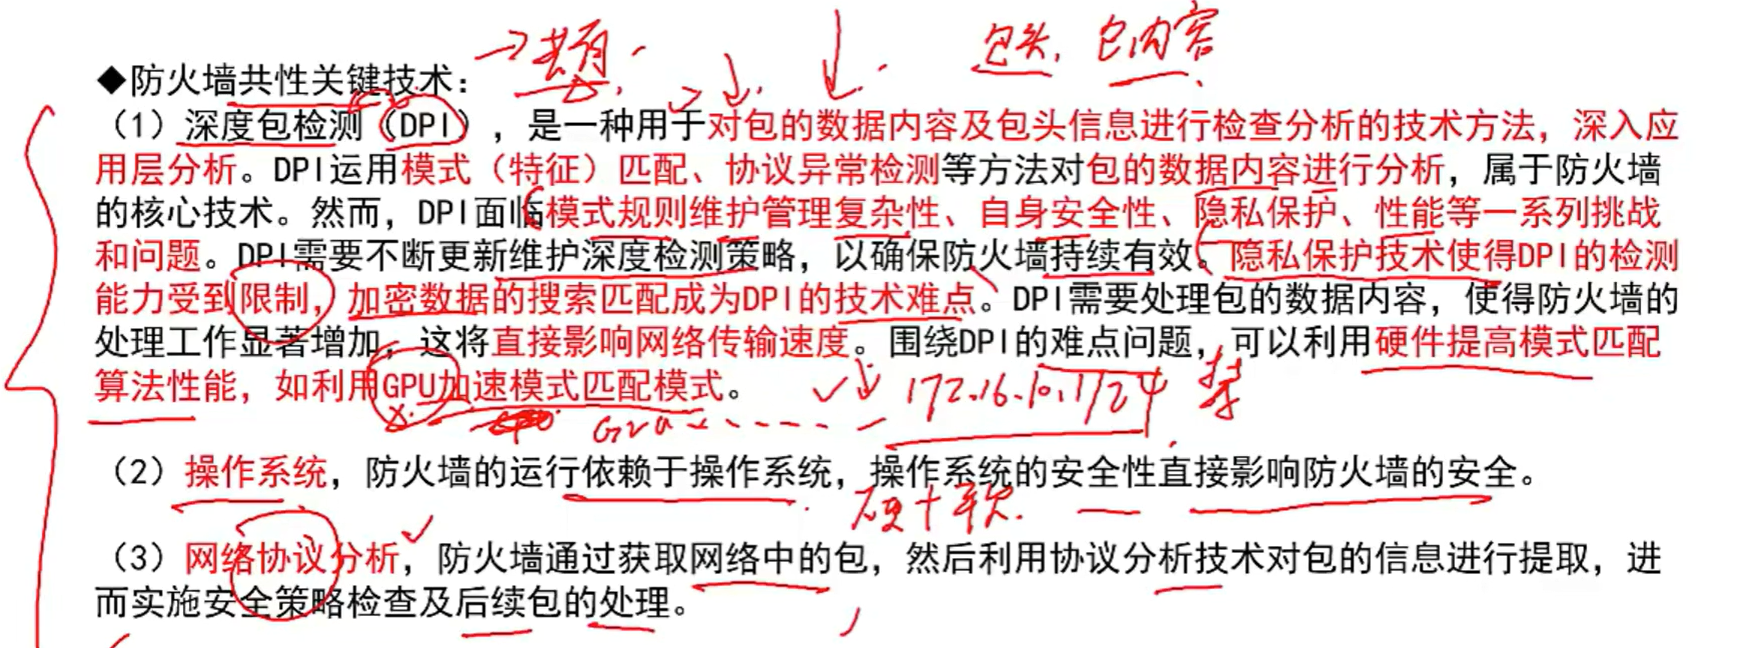 共有
包头、包内容
◆防火墙共性关键技术：
（1）深度包检测（DPI），是一种用于对包的数据内容及包头信息进行检查分析的技术方法，深入应
用层分析。DPI运用模式（特征）匹配、协议异常检测等方法对包的数据内容进行分析，属于防火墙
的核心技术。然而，DPI面临模式规则维护管理复杂性、自身安全性、隐私保护、性能等一系列挑战
和问题。DPI需要不断更新维护深度检测策略，以确保防火墙持续有效。隐私保护技术使得DPI的检测
能力受到限制，加密数据的搜索匹配成为DPI的技术难点。DPI需要处理包的数据内容，使得防火墙的
处理工作显著增加，这将直接影响网络传输速度。围绕DPI的难点问题，可以利用硬件提高模式匹配
算法性能，如利用GPU加速模式匹配模式。
172.16.10.1/24
（2）操作系统，防火墙的运行依赖于操作系统，操作系统的安全性直接影响防火墙的安全。
硬+软
（3）网络协议分析，防火墙通过获取网络中的包，然后利用协议分析技术对包的信息进行提取，进
而实施安全策略检查及后续包的处理。